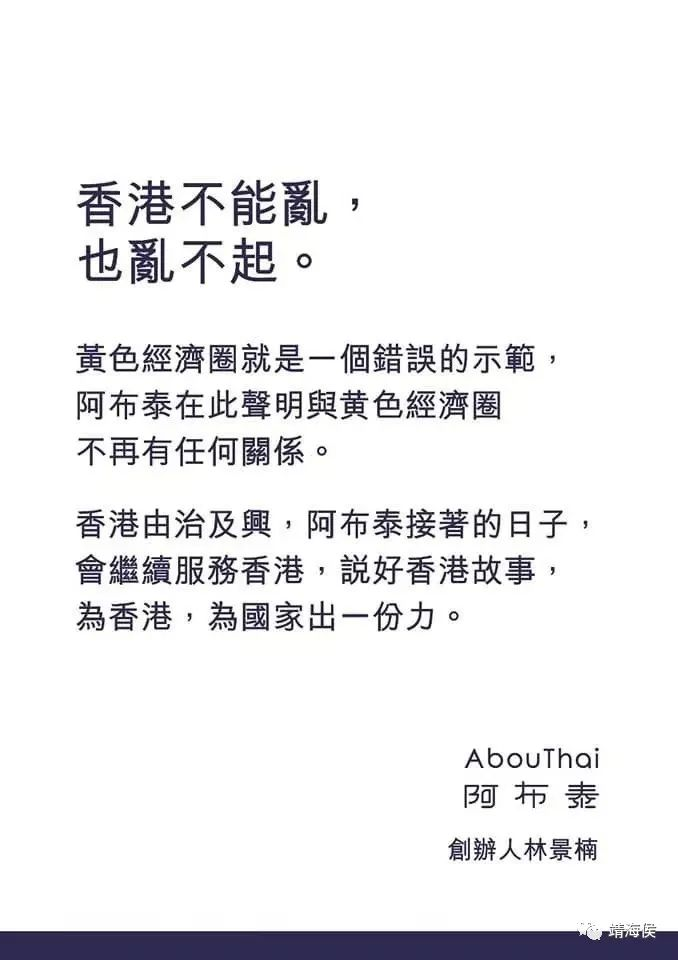 香港不能亂，
也亂不起。
黃色經濟圈就是一個錯誤的示範，
阿布泰在此聲明與黄色經濟圈
不再有任何關係。
香港由治及興，阿布泰接著的日子，
會繼續服務香港，説好香港故事，
為香港，為國家出一份力。
AbouThai
阿布泰
創辦人林景楠
靖海侯